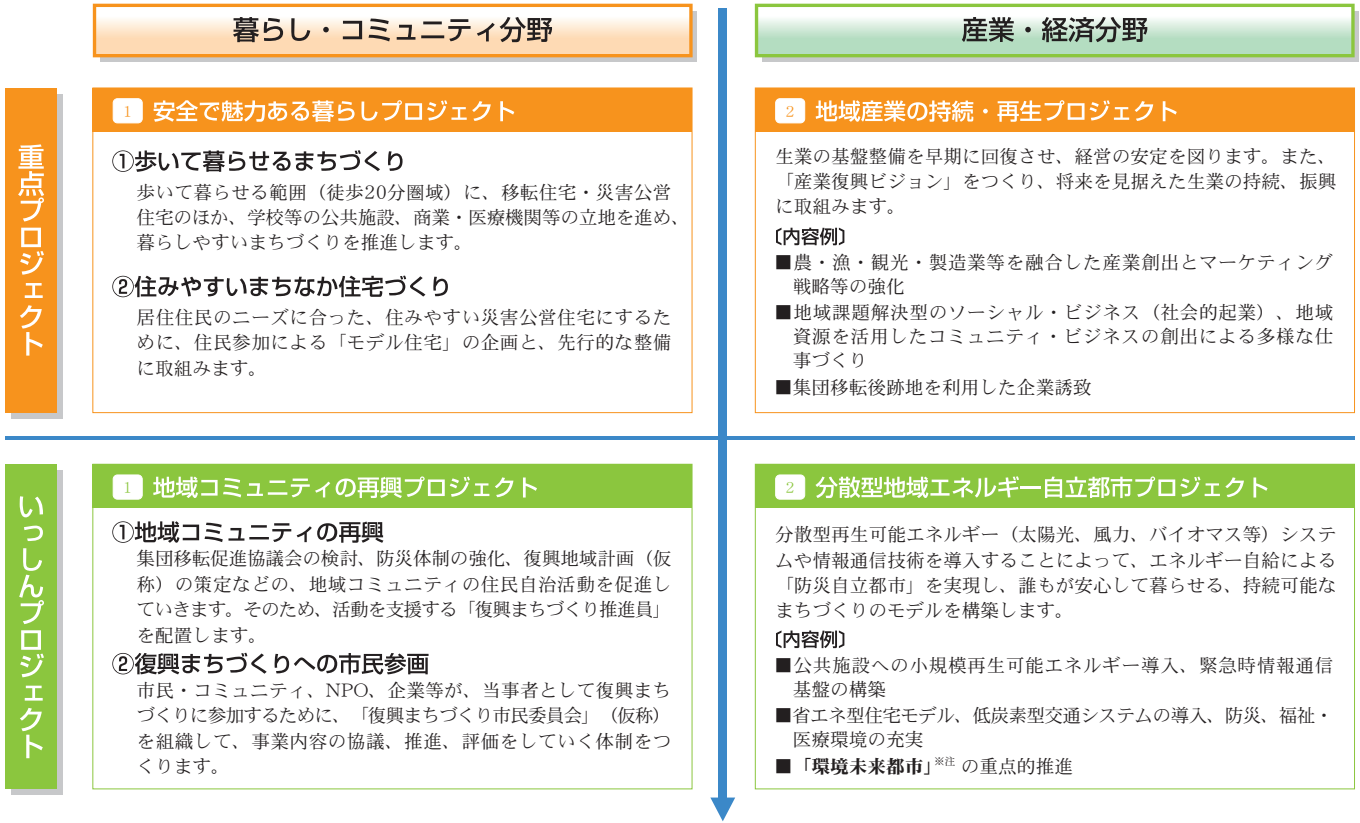 暮らし・コミュニティ分野
産業・経済分野
重点プロジェクト
1 安全で魅力ある暮らしプロジェクト
①歩いて暮らせるまちづくり
歩いて暮らせる範囲（徒歩20分圏域）に、移転住宅・災害公営
住宅のほか、学校等の公共施設、商業・医療機関等の立地を進め、
暮らしやすいまちづくりを推進します。
②住みやすいまちなか住宅づくり
居住住民のニーズに合った、住みやすい災害公営住宅にするた
めに、住民参加による「モデル住宅」の企画と、先行的な整備
に取組みます。
2 地域産業の持続・再生プロジェクト
生業の基盤整備を早期に回復させ、経営の安定を図ります。また、
「産業復興ビジョン」をつくり、将来を見据えた生業の持続、振興
に取組みます。
〔内容例〕
■農・漁・観光・製造業等を融合した産業創出とマーケティング
戦略等の強化
■地域課題解決型のソーシャル・ビジネス（社会的起業）、地域
資源を活用したコミュニティ・ビジネスの創出による多様な仕
事づくり
■集団移転後跡地を利用した企業誘致
いっしんプロジェクト
1 地域コミュニティの再興プロジェクト
①地域コミュニティの再興
集団移転促進協議会の検討、防災体制の強化、復興地域計画（仮
称）の策定などの、地域コミュニティの住民自治活動を促進し
ていきます。そのため、活動を支援する「復興まちづくり推進員」
を配置します。
②復興まちづくりへの市民参画
市民・コミュニティ、NPO、企業等が、当事者として復興まち
づくりに参加するために、「復興まちづくり市民委員会」（仮称）
を組織して、事業内容の協議、推進、評価をしていく体制をつ
くります。
2 分散型地域エネルギー自立都市プロジェクト
分散型再生可能エネルギー（太陽光、風力、バイオマス等）システ
ムや情報通信技術を導入することによって、エネルギー自給による
「防災自立都市」を実現し、誰もが安心して暮らせる、持続可能な
まちづくりのモデルを構築します。
〔内容例〕
■公共施設への小規模再生可能エネルギー導入、緊急時情報通信
基盤の構築
■省エネ型住宅モデル、低炭素型交通システムの導入、防災、福祉・
医療環境の充実
■「環境未来都市」※注 の重点的推進